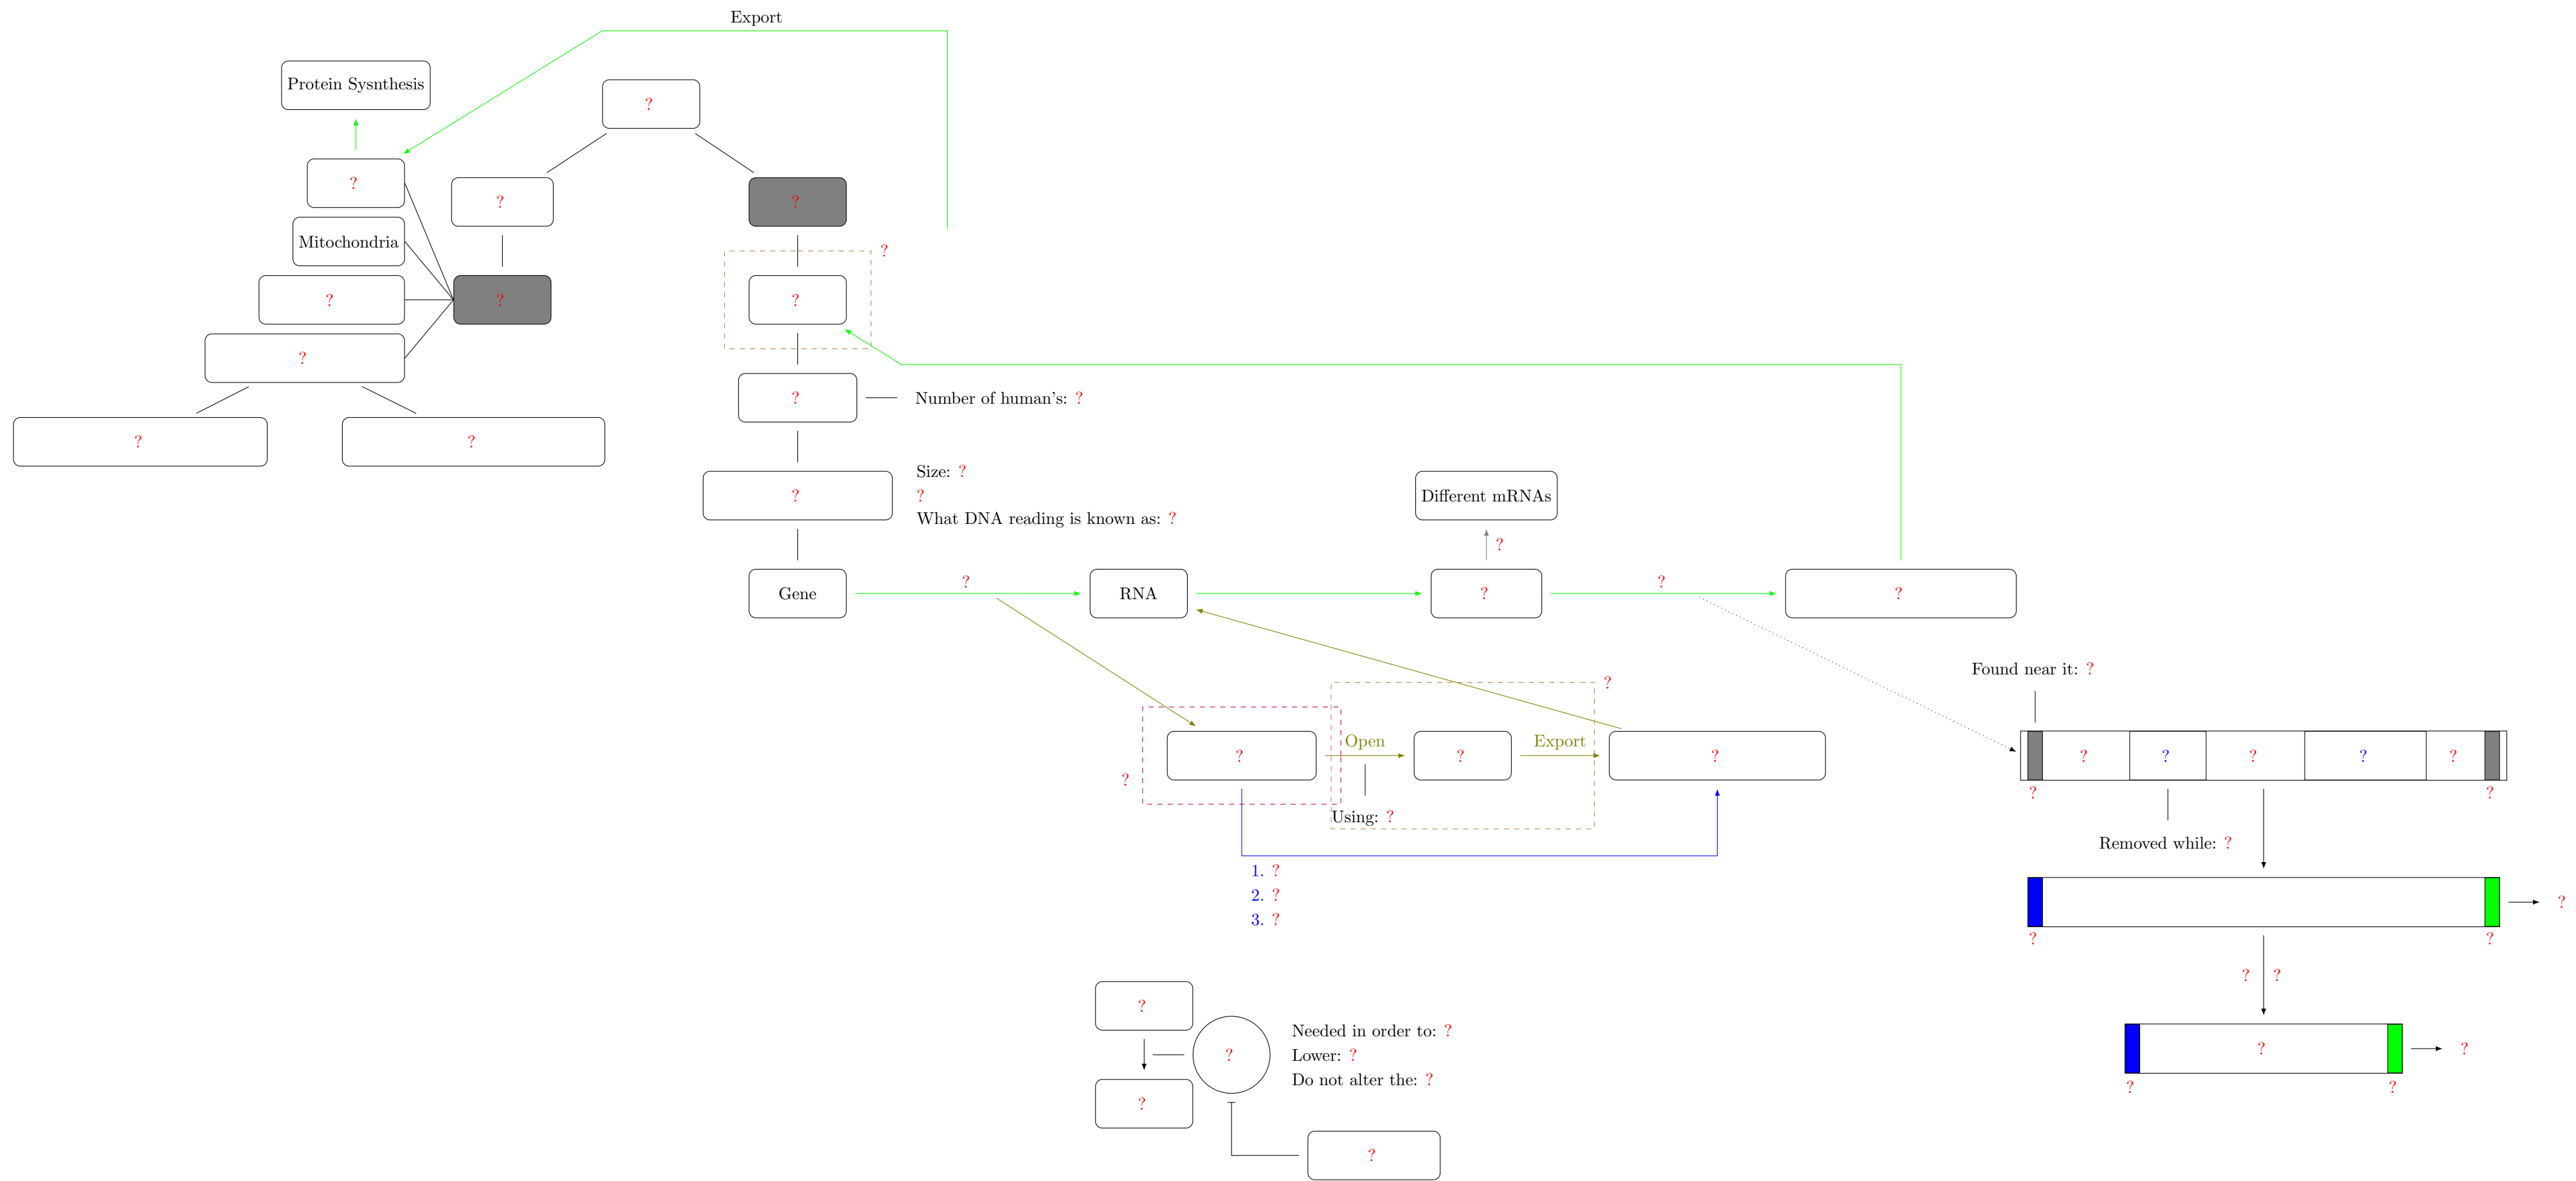 Export
Protein Sysnthesis
?
?
?
?
Mitochondria
?
?
?
?
?
?
Number of human's: ?
?
?
Size: ?
?
?
What DNA reading is known as: ?
Different mRNAs
?
Gene
?
RNA
?
?
?
Found near it: ?
?
?
Open
?
Export
?
?
?
?
?
?
?
?
?
Using: ?
Removed while: ?
1. ?
2. ?
3. ?
?
?
?
? ?
?
Needed in order to: ?
?
Lower: ?
Do not alter the: ?
?
?
?
?
?
?
?